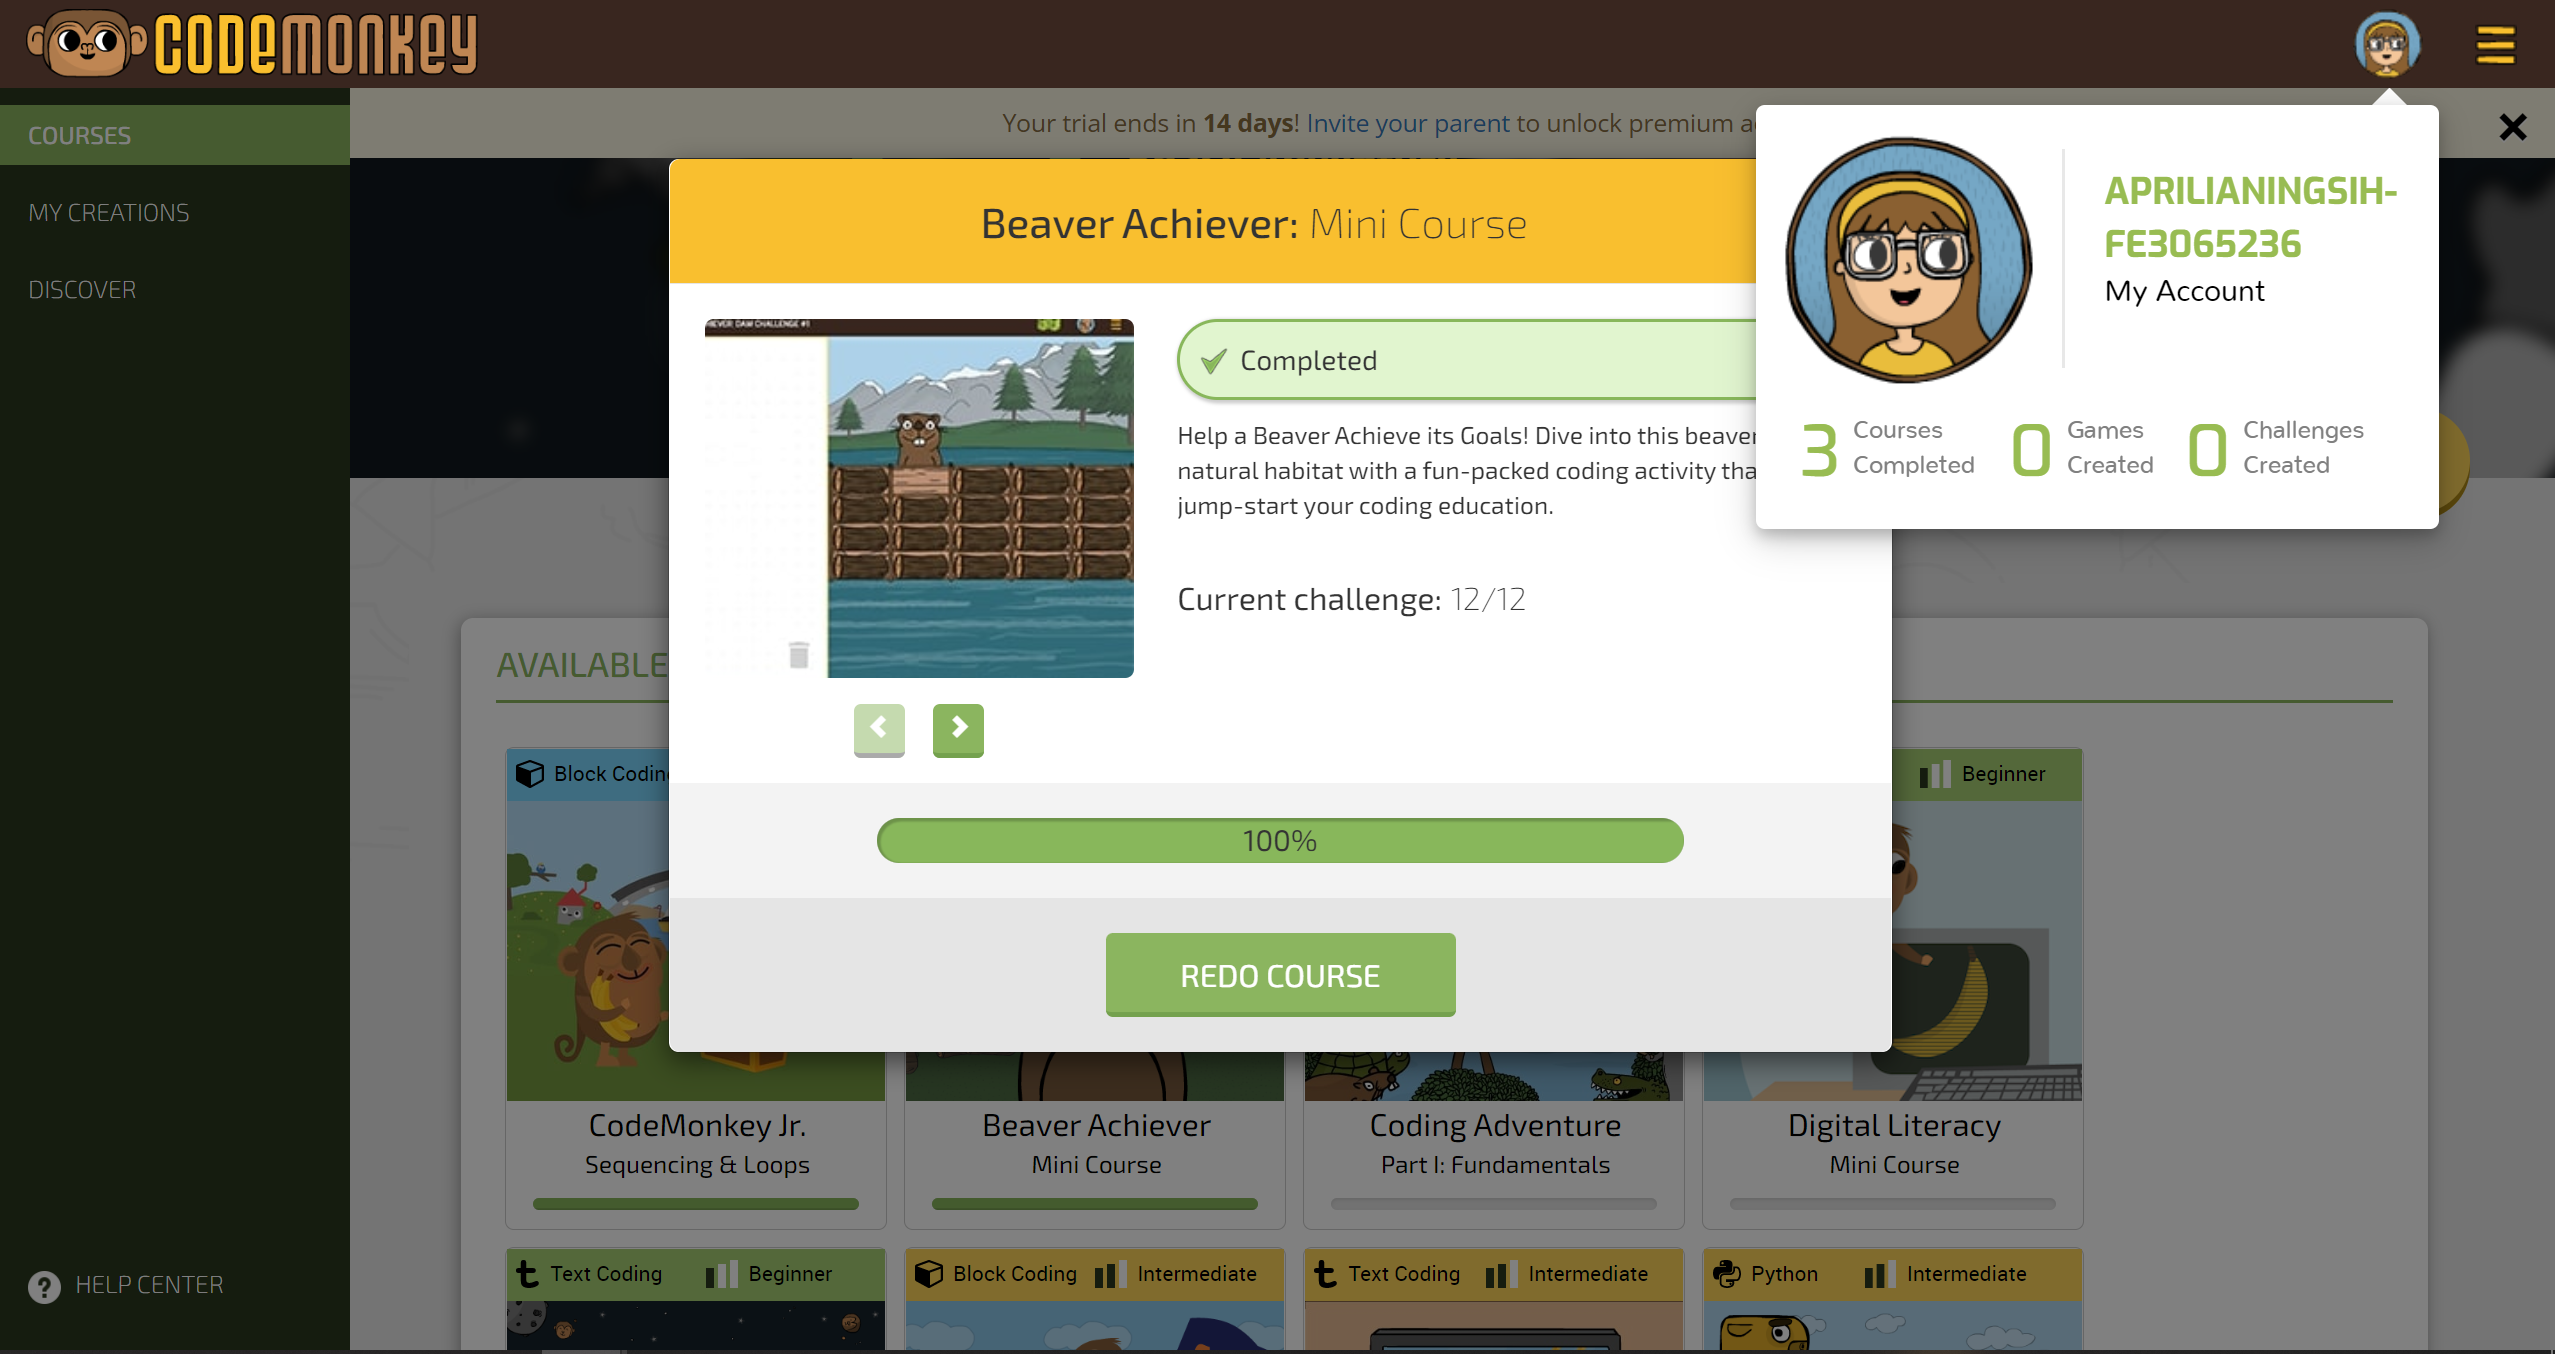 CODEMONKEY
COURSES
MY CREATIONS
DISCOVER
HELP CENTER
Your trial ends in 14 days! Invite your parent to unlock premium a
APRILIANINGSIH-
FE3065236
My Account
3 Courses Completed
0 Games Created
0 Challenges Created
Beaver Achiever: Mini Course
DAM CHALLENGE #1
Completed
Help a Beaver Achieve its Goals! Dive into this beaver
natural habitat with a fun-packed coding activity tha
jump-start your coding education.
Current challenge: 12/12
100%
REDO COURSE
AVAILABLE
Block Coding
Beginner
CodeMonkey Jr.
Sequencing & Loops
Beaver Achiever
Mini Course
Coding Adventure
Part I: Fundamentals
Digital Literacy
Mini Course
Text Coding Beginner
Block Coding Intermediate
Text Coding Intermediate
Python Intermediate